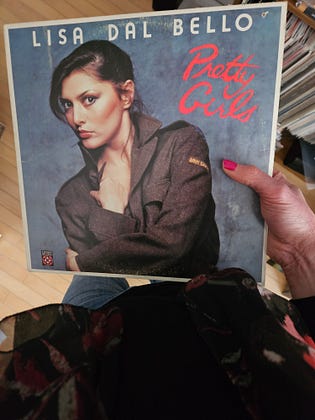 LISA DAL BELLO
Pretty
Girls